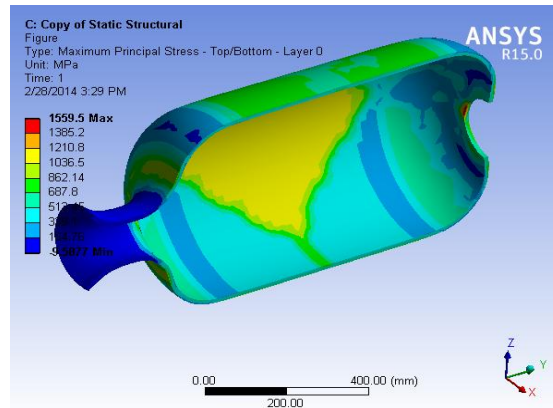 C: Copy of Static Structural
Figure
Type: Maximum Principal Stress - Top/Bottom - Layer 0
Unit: MPa
Time: 1
2/28/2014 3:29 PM
ANSYS
R15.0
1559.5 Max
1385.2
1210.8
1036.5
862.14
687.8
Min
0.00
400.00 (mm)
200.00
Z
Y
X